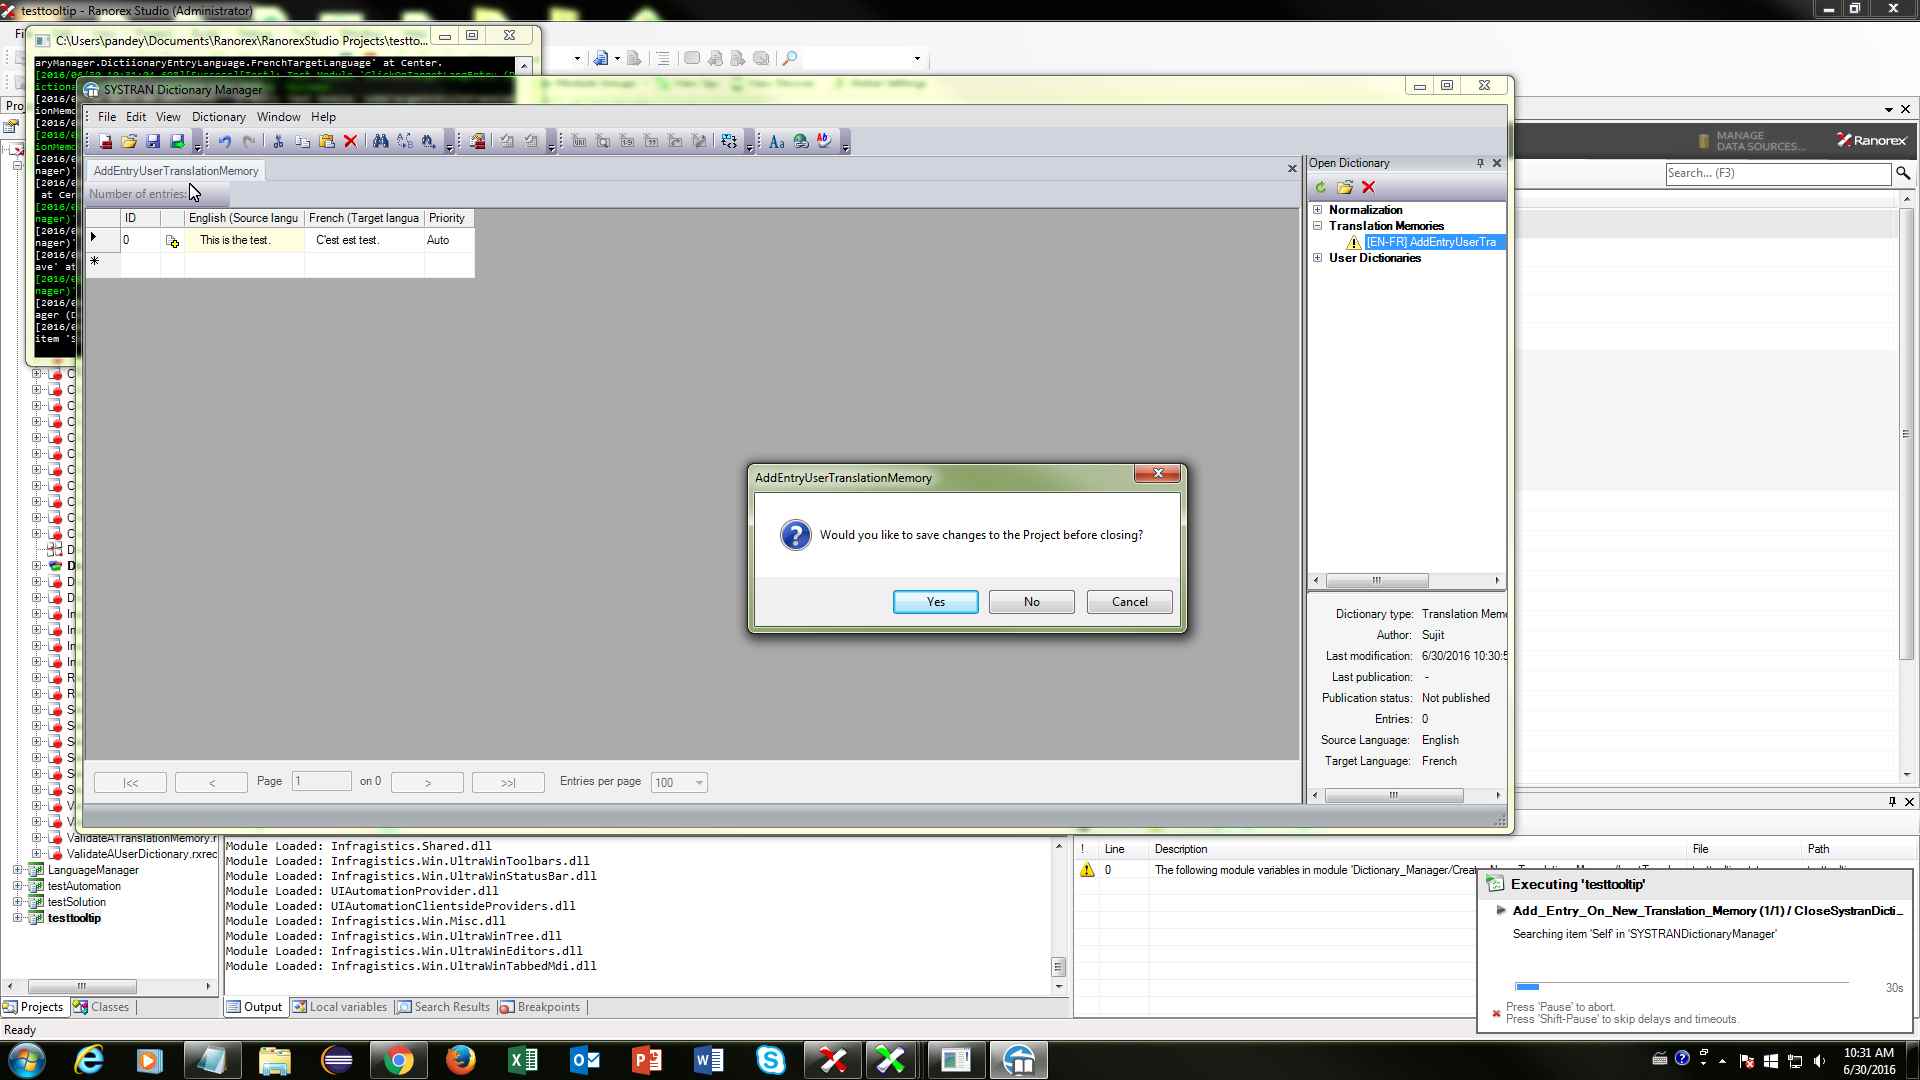 testtooltip - Ranorex Studio (Administrator)
C:\Users\pandey\Documents\Ranorex\RanorexStudio Projects\testto...
aryManager.DictiionaryEntryLanguage.FrenchTargetLanguage' at Center.
SYSTRAN Dictionary Manager
File Edit View Dictionary Window Help
AddEntryUserTranslationMemory
Number of entries:
ID English (Source langu French (Target langua Priority
0 This is the test. C'est est test. Auto
Open Dictionary
Normalization
Translation Memories
[EN-FR] AddEntryUserTra
User Dictionaries
MANAGE
DATA SOURCES...
Ranorex
Search... (F3)
AddEntryUserTranslationMemory
Would you like to save changes to the Project before closing?
Yes No Cancel
Dictionary type: Translation Mem
Author: Sujit
Last modification: 6/30/2016 10:30:5
Last publication: -
Publication status: Not published
Entries: 0
Source Language: English
Target Language: French
|<< < Page 1 on 0 > >>| Entries per page 100
ValidateATranslationMemory.r
ValidateAUserDictionary.rxrec
LanguageManager
testAutomation
testSolution
testtooltip
Module Loaded: Infragistics.Shared.dll
Module Loaded: Infragistics.Win.UltraWinToolbars.dll
Module Loaded: Infragistics.Win.UltraWinStatusBar.dll
Module Loaded: UIAutomationProvider.dll
Module Loaded: UIAutomationClientsideProviders.dll
Module Loaded: Infragistics.Win.Misc.dll
Module Loaded: Infragistics.Win.UltraWinTree.dll
Module Loaded: Infragistics.Win.UltraWinEditors.dll
Module Loaded: Infragistics.Win.UltraWinTabbedMdi.dll
! Line Description File Path
0 The following module variables in module 'Dictionary_Manager/Crea
Executing 'testtooltip'
Add_Entry_On_New_Translation_Memory (1/1) / CloseSystranDicti...
Searching item 'Self' in 'SYSTRANDictionaryManager'
30s
Press 'Pause' to abort.
Press 'Shift-Pause' to skip delays and timeouts.
Projects Classes
Output Local variables Search Results Breakpoints
Ready
10:31 AM
6/30/2016